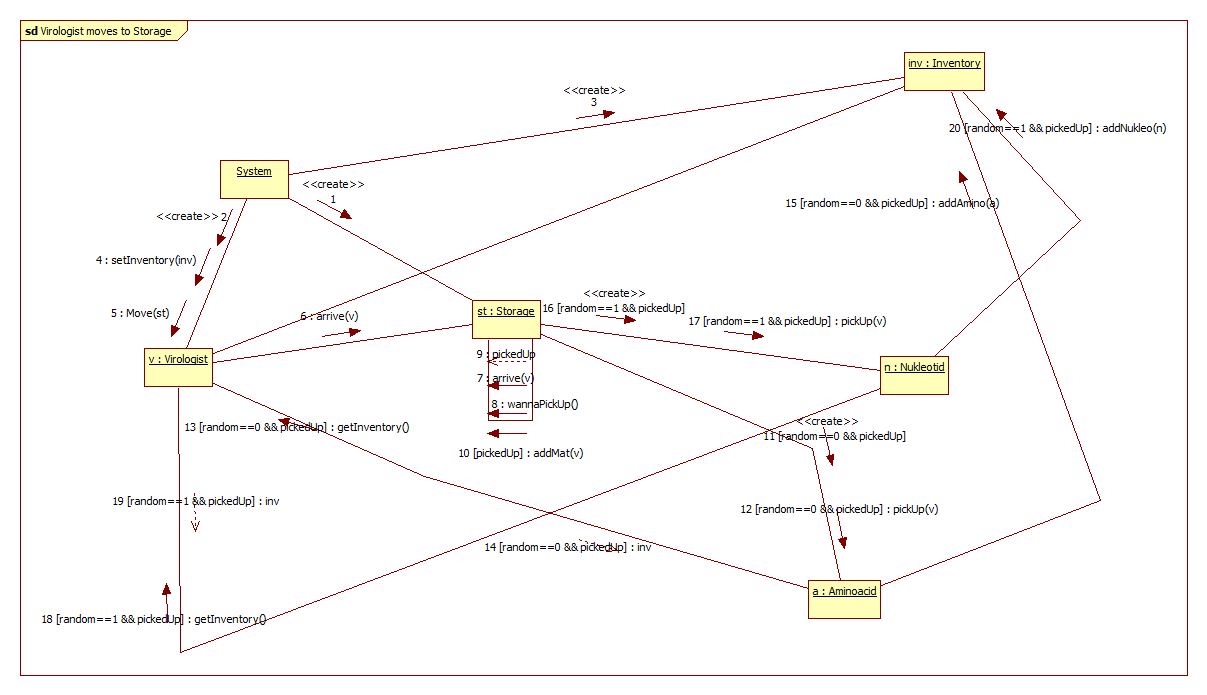 sd Virologist moves to Storage
inv : Inventory
<<create>>
3
20 [random==1 && pickedUp] : addNukleo(n)
System
<<create>>
1
15 [random==0 && pickedUp] : addAmino(a)
<<create>> 2
4 : setInventory(inv)
<<create>>
5 : Move(st)
6 : arrive(v)
st : Storage
16 [random==1 && pickedUp]
17 [random==1 && pickedUp] : pickUp(v)
v : Virologist
9 : pickedUp
n : Nukleotid
7 : arrive(v)
8 : wannaPickUp()
<<create>>
13 [random==0 && pickedUp] : getInventory()
11 [random==0 && pickedUp]
10 [pickedUp] : addMat(v)
19 [random==1 && pickedUp] : inv
12 [random==0 && pickedUp] : pickUp(v)
14 [random==0 && pickedUp] : inv
a : Aminoacid
18 [random==1 && pickedUp] : getInventory()